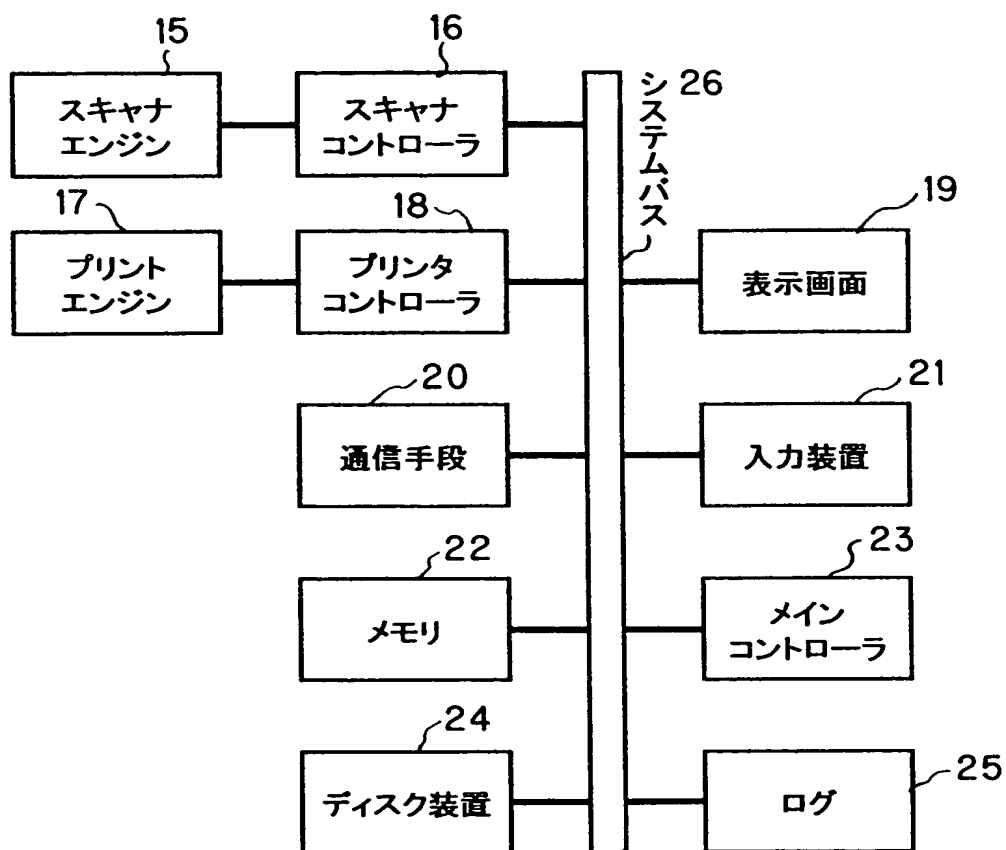 15
スキャナ
エンジン
16
スキャナ
コントローラ
システムバス
26
17
プリント
エンジン
18
プリンタ
コントローラ
19
表示画面
20
通信手段
21
入力装置
22
メモリ
23
メイン
コントローラ
24
ディスク装置
25
ログ